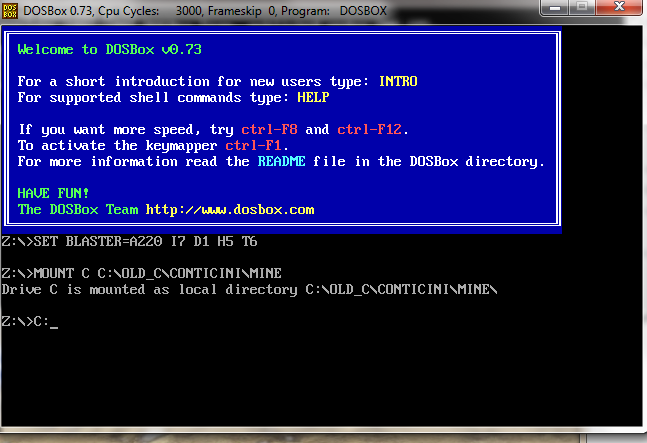 DOS
BOX
DOSBox 0.73, Cpu Cycles: 3000, Frameskip 0, Program: DOSBOX
Welcome to DOSBox v0.73
For a short introduction for new users type: INTRO
For supported shell commands type: HELP
If you want more speed, try ctrl-F8 and ctrl-F12.
To activate the keymapper ctrl-F1.
For more information read the README file in the DOSBox directory.
HAVE FUN!
The DOSBox Team http://www.dosbox.com
Z:\>SET BLASTER=A220 I7 D1 H5 T6
Z:\>MOUNT C C:\OLD_C\CONTICINI\MINE
Drive C is mounted as local directory C:\OLD_C\CONTICINI\MINE\
Z:\>C:_